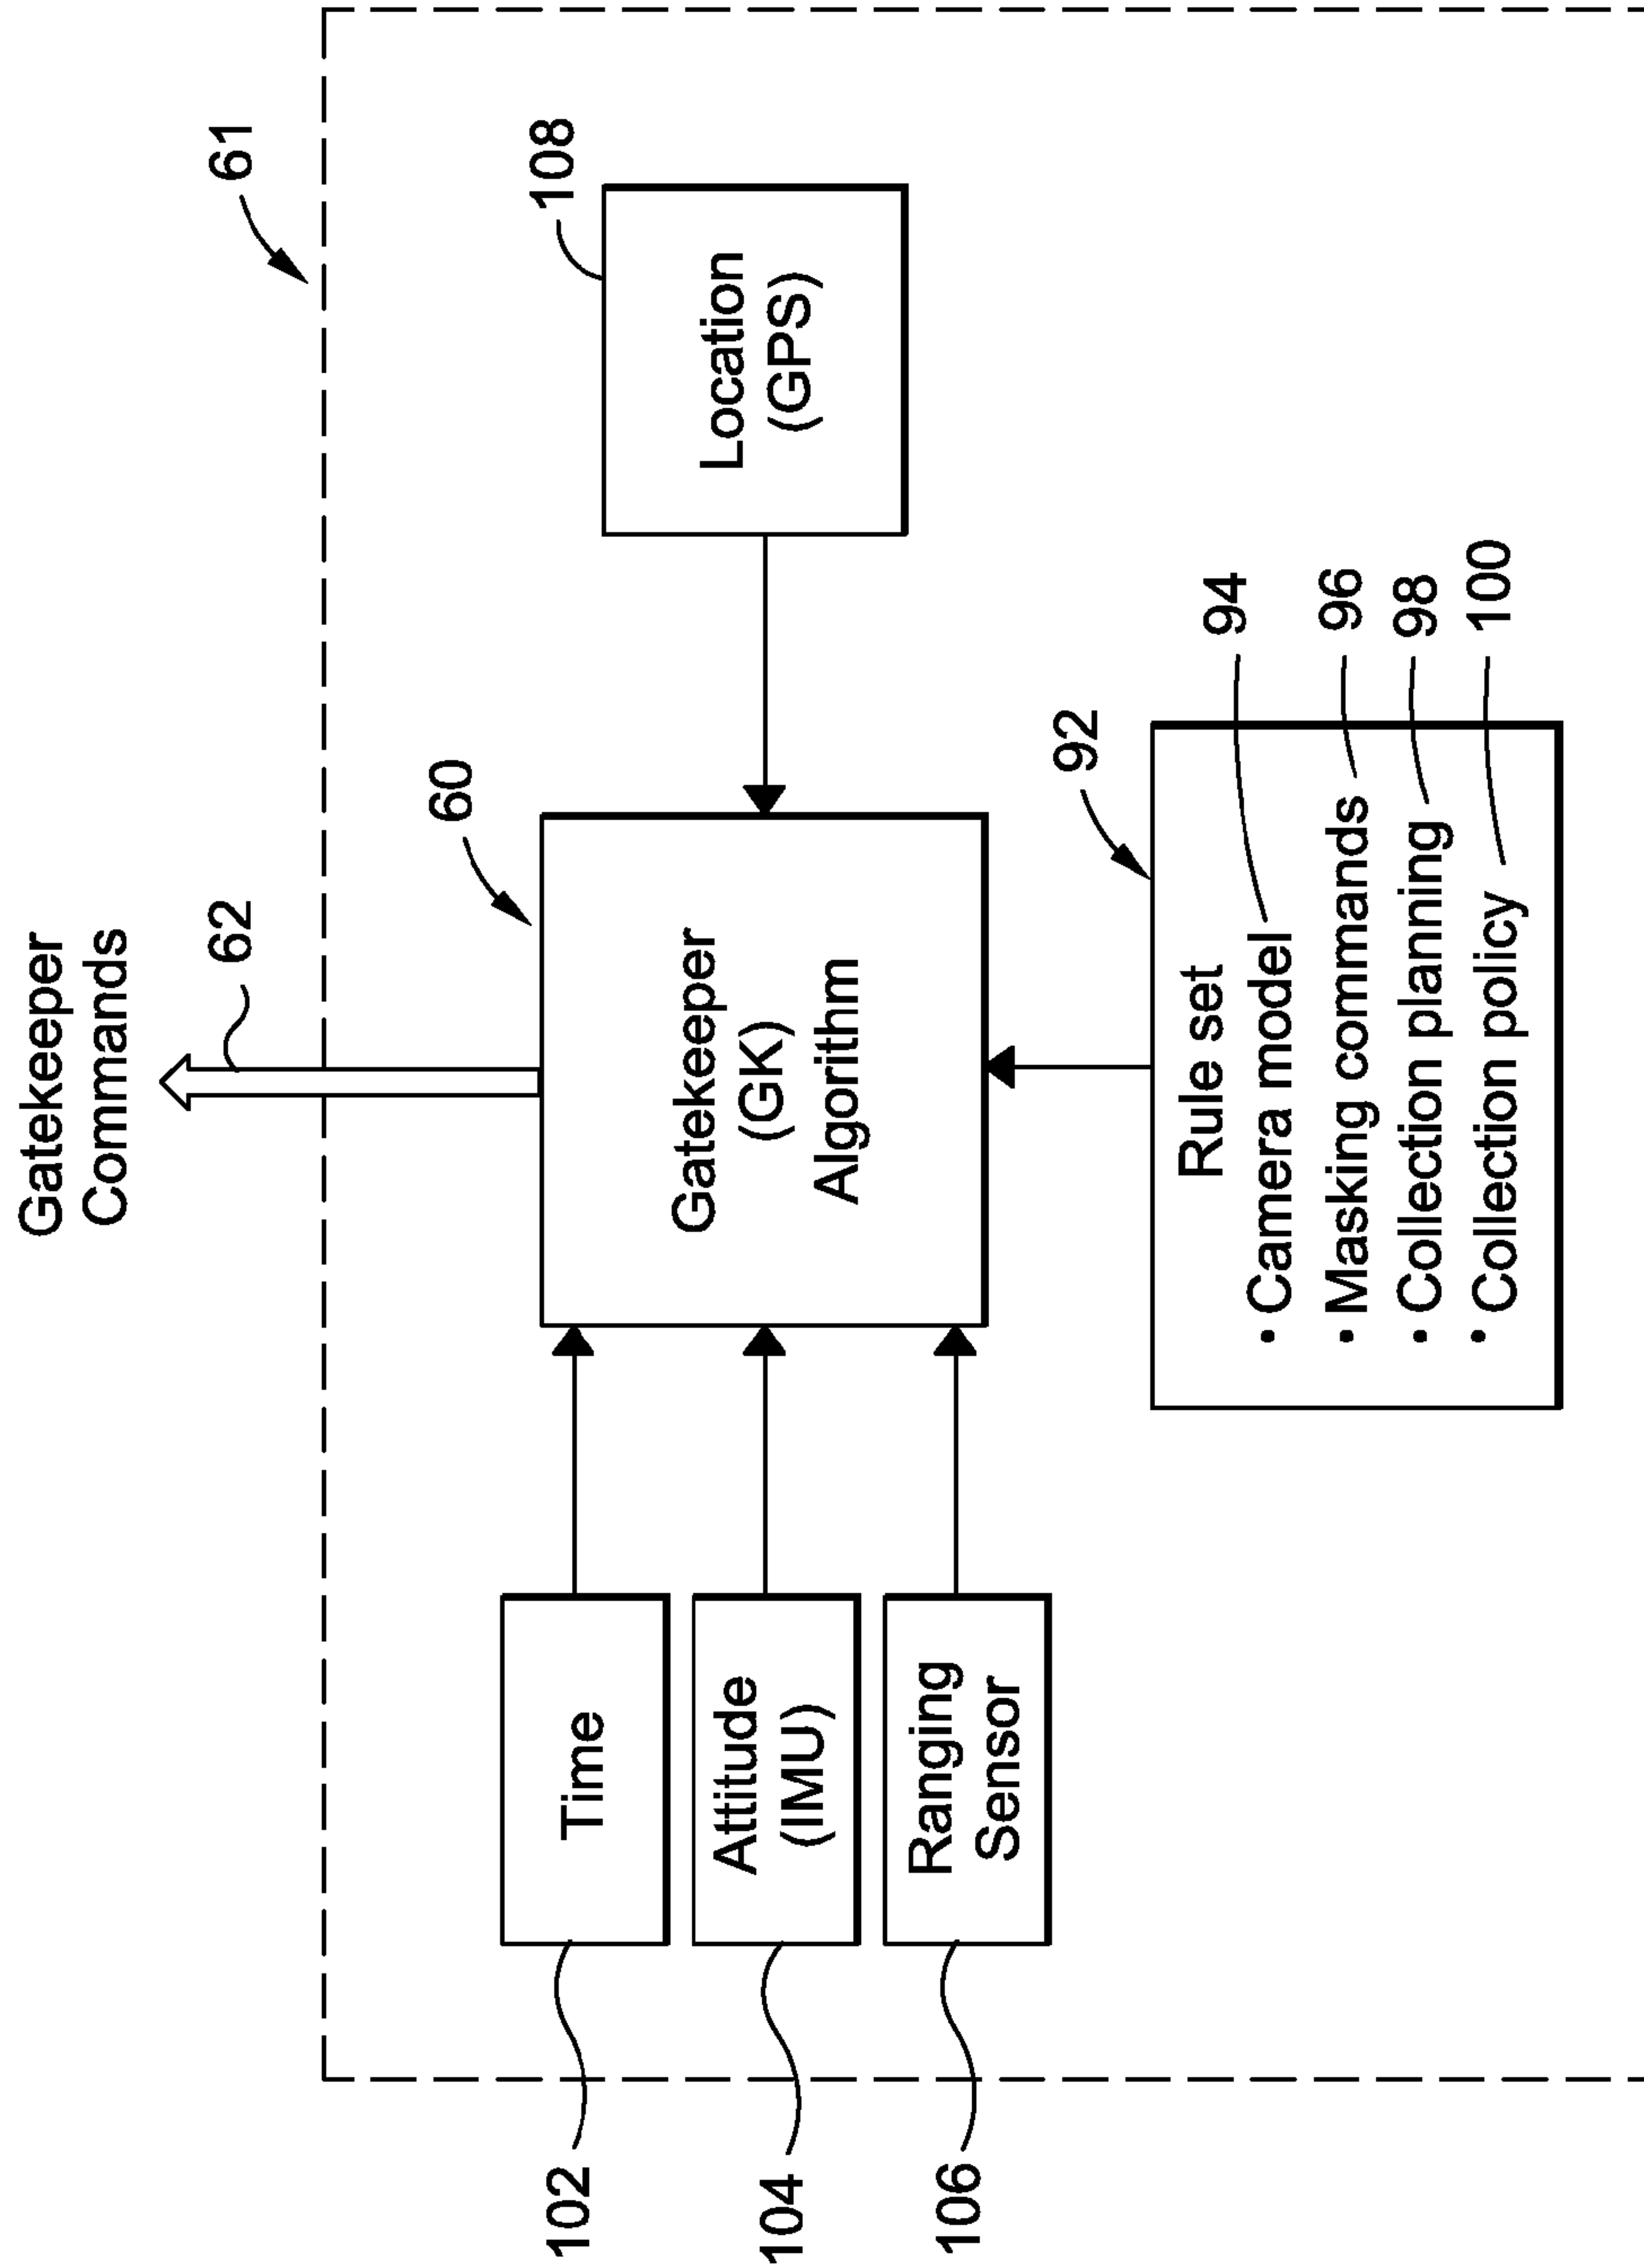 Gatekeeper
Commands
62
61
60
102
Time
Gatekeeper
(GK)
Algorithm
Location
(GPS)
108
104
Attitude
(IMU)
106
Ranging
Sensor
92
Rule set
• Camera model
94
• Masking commands
96
• Collection planning
98
• Collection policy
100